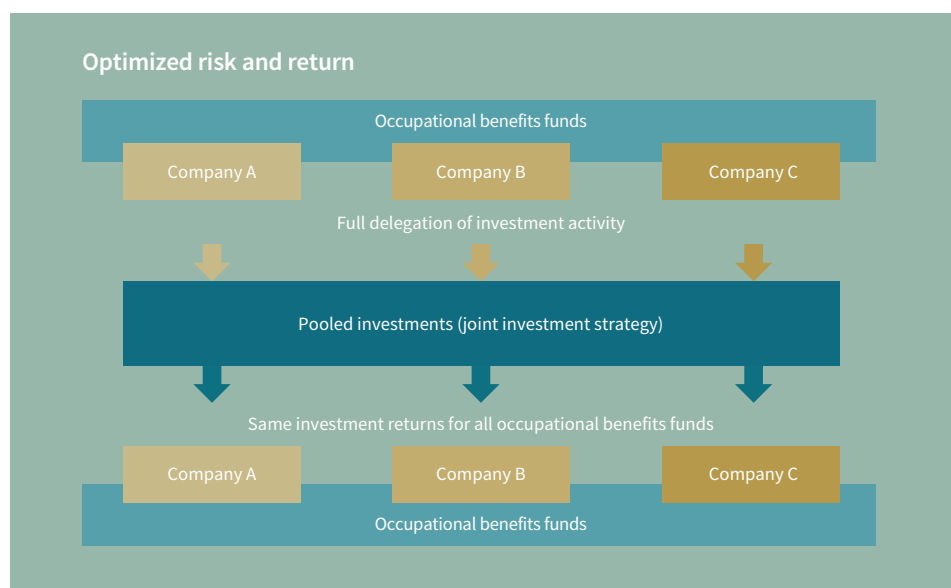 Optimized risk and return
Occupational benefits funds
Company A
Company B
Company C
Full delegation of investment activity
Pooled investments (joint investment strategy)
Same investment returns for all occupational benefits funds
Company A
Company B
Company C
Occupational benefits funds